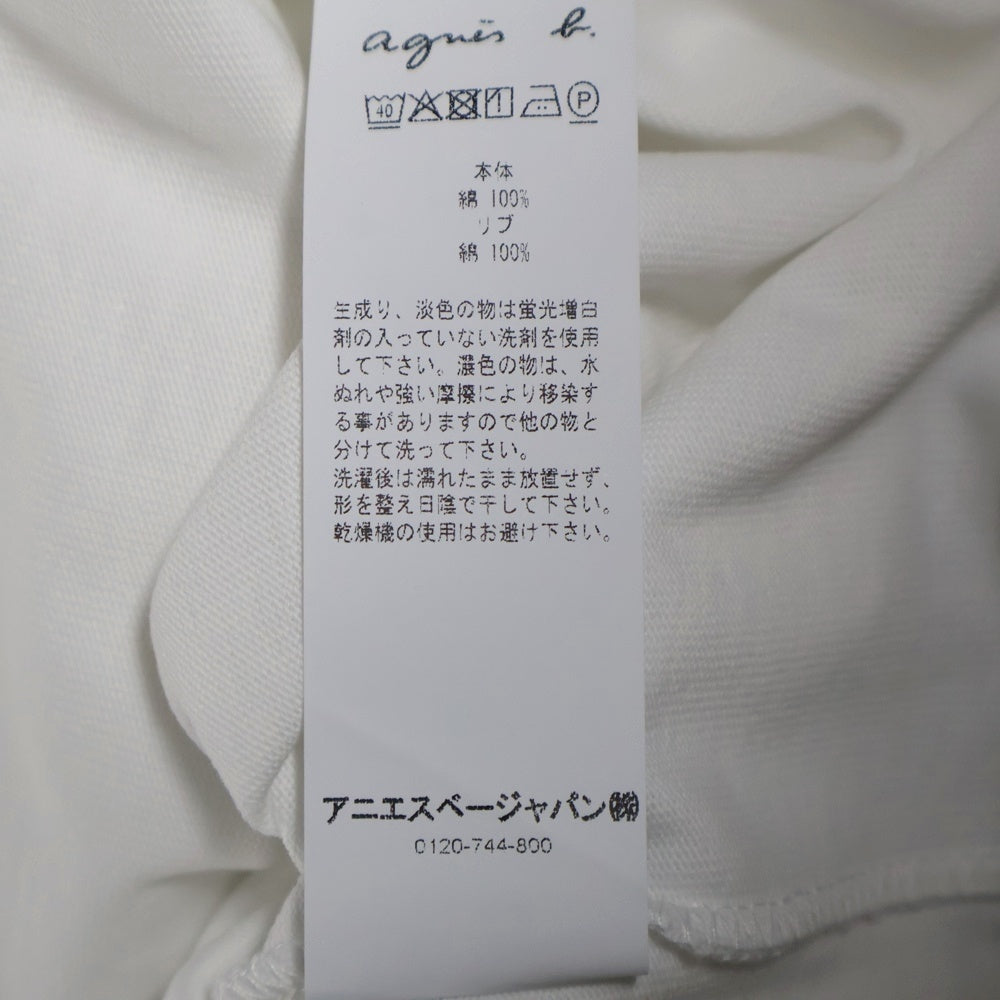 agnès b.
40 P
本体
綿 100%
リブ
綿 100%
生成り、淡色の物は蛍光増白
剤の入っていない洗剤を使用
して下さい。濃色の物は、水
ぬれや強い摩擦により移染す
る事がありますので他の物と
分けて洗って下さい。
洗濯後は濡れたまま放置せず、
形を整え日陰で干して下さい。
乾燥機の使用はお避け下さい。
アニエスベージャパン㈱
0120-744-800